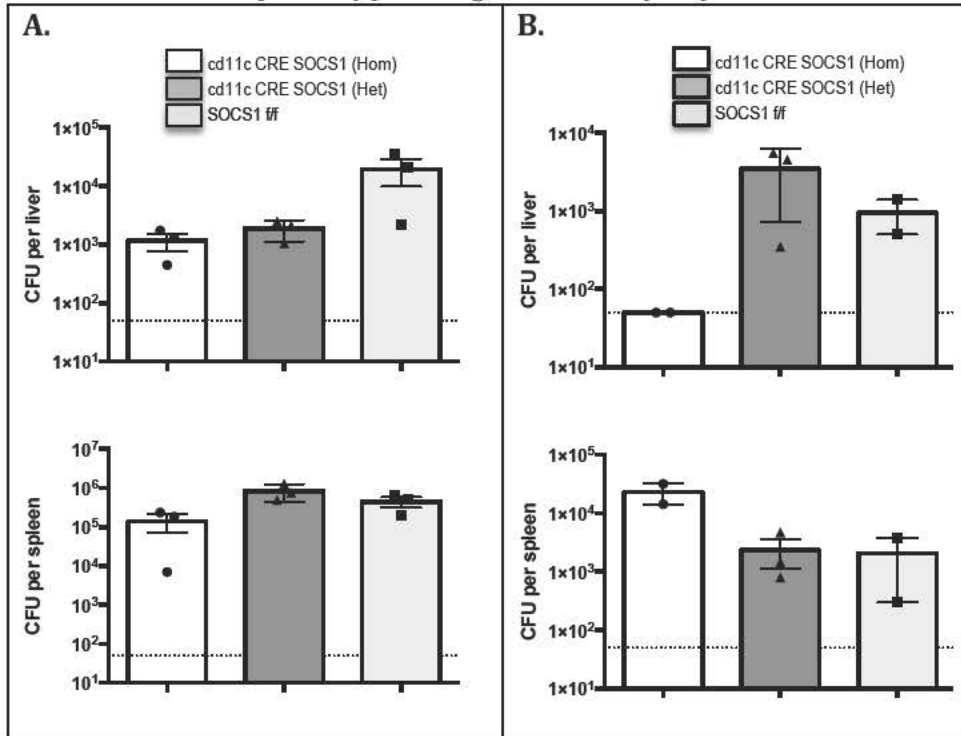 A.
cd11c CRE SOCS1 (Hom)
cd11c CRE SOCS1 (Het)
SOCS1 f/f
CFU per liver
1×10⁵
1×10⁴
1×10³
1×10²
1×10¹
CFU per spleen
10⁷
10⁶
10⁵
10⁴
10³
10²
10¹
B.
cd11c CRE SOCS1 (Hom)
cd11c CRE SOCS1 (Het)
SOCS1 f/f
CFU per liver
1×10⁴
1×10³
1×10²
1×10¹
CFU per spleen
1×10⁵
1×10⁴
1×10³
1×10²
1×10¹